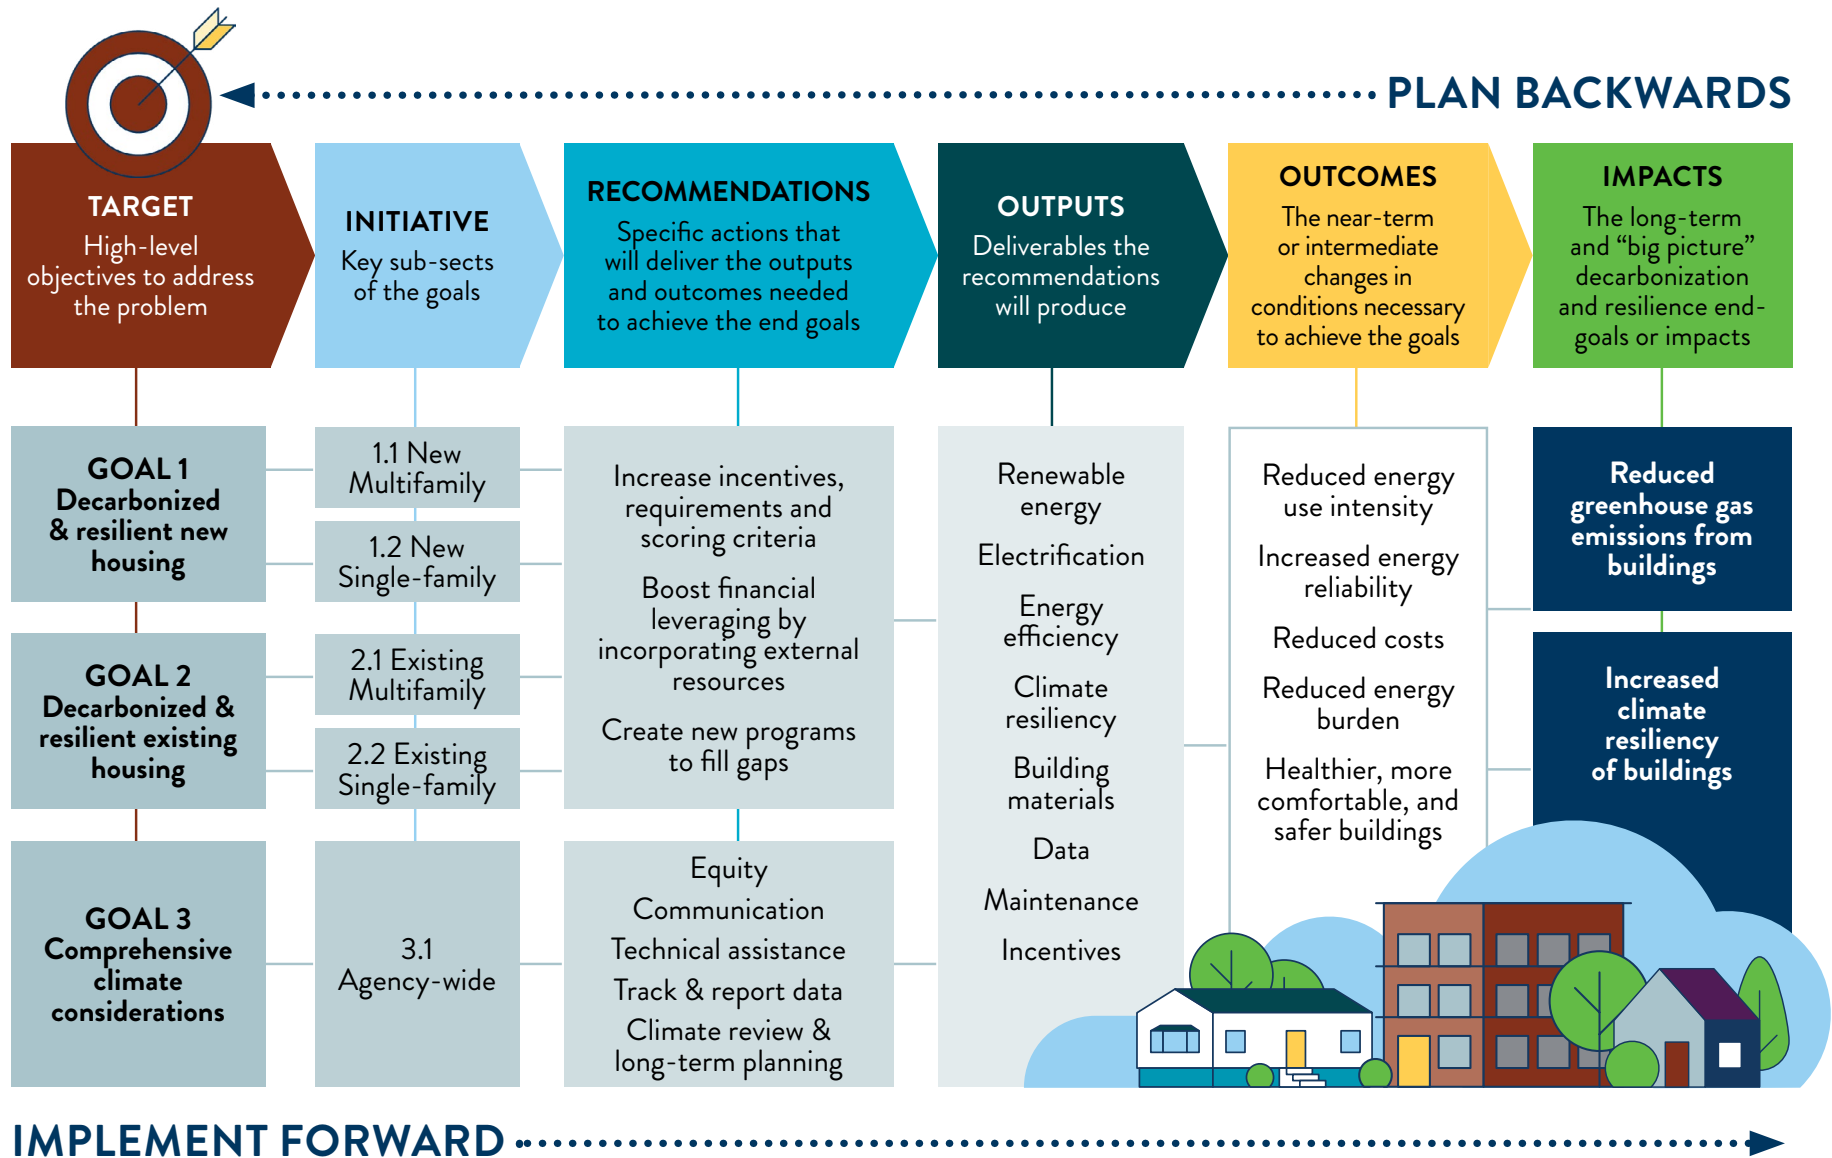 PLAN BACKWARDS
TARGET
High-level
objectives to address
the problem
INITIATIVE
Key sub-sects
of the goals
RECOMMENDATIONS
Specific actions that
will deliver the outputs
and outcomes needed
to achieve the end goals
OUTPUTS
Deliverables the
recommendations
will produce
OUTCOMES
The near-term
or intermediate
changes in
conditions necessary
to achieve the goals
IMPACTS
The long-term
and “big picture”
decarbonization
and resilience end-
goals or impacts
GOAL 1
Decarbonized
& resilient new
housing
GOAL 2
Decarbonized &
resilient existing
housing
GOAL 3
Comprehensive
climate
considerations
1.1 New
Multifamily
1.2 New
Single-family
2.1 Existing
Multifamily
2.2 Existing
Single-family
3.1
Agency-wide
Increase incentives,
requirements and
scoring criteria
Boost financial
leveraging by
incorporating external
resources
Create new programs
to fill gaps
Equity
Communication
Technical assistance
Track & report data
Climate review &
long-term planning
Renewable
energy
Electrification
Energy
efficiency
Climate
resiliency
Building
materials
Data
Maintenance
Incentives
Reduced energy
use intensity
Increased energy
reliability
Reduced costs
Reduced energy
burden
Healthier, more
comfortable, and
safer buildings
Reduced
greenhouse gas
emissions from
buildings
Increased
climate
resiliency
of buildings
IMPLEMENT FORWARD